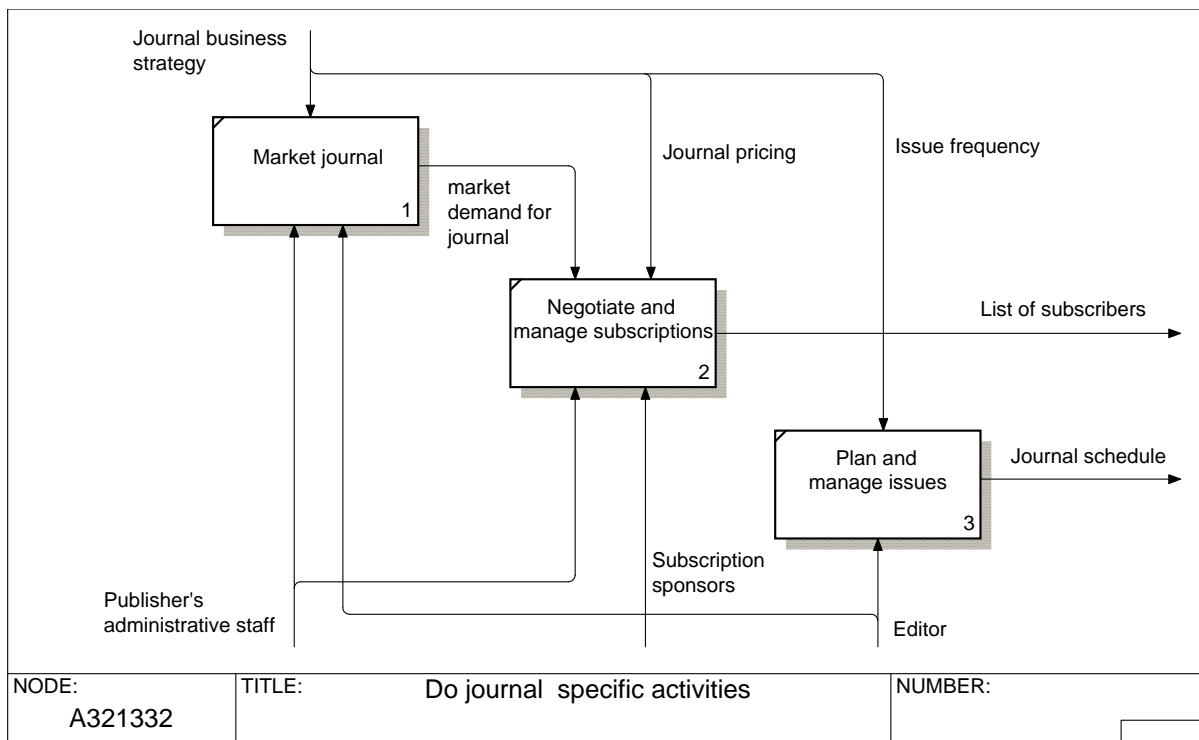 Journal business
strategy
Market journal
1
market
demand for
journal
Journal pricing
Issue frequency
Negotiate and
manage subscriptions
2
List of subscribers
Plan and
manage issues
3
Journal schedule
Subscription
sponsors
Publisher's
administrative staff
Editor
NODE:
A321332
TITLE:
Do journal  specific activities
NUMBER: